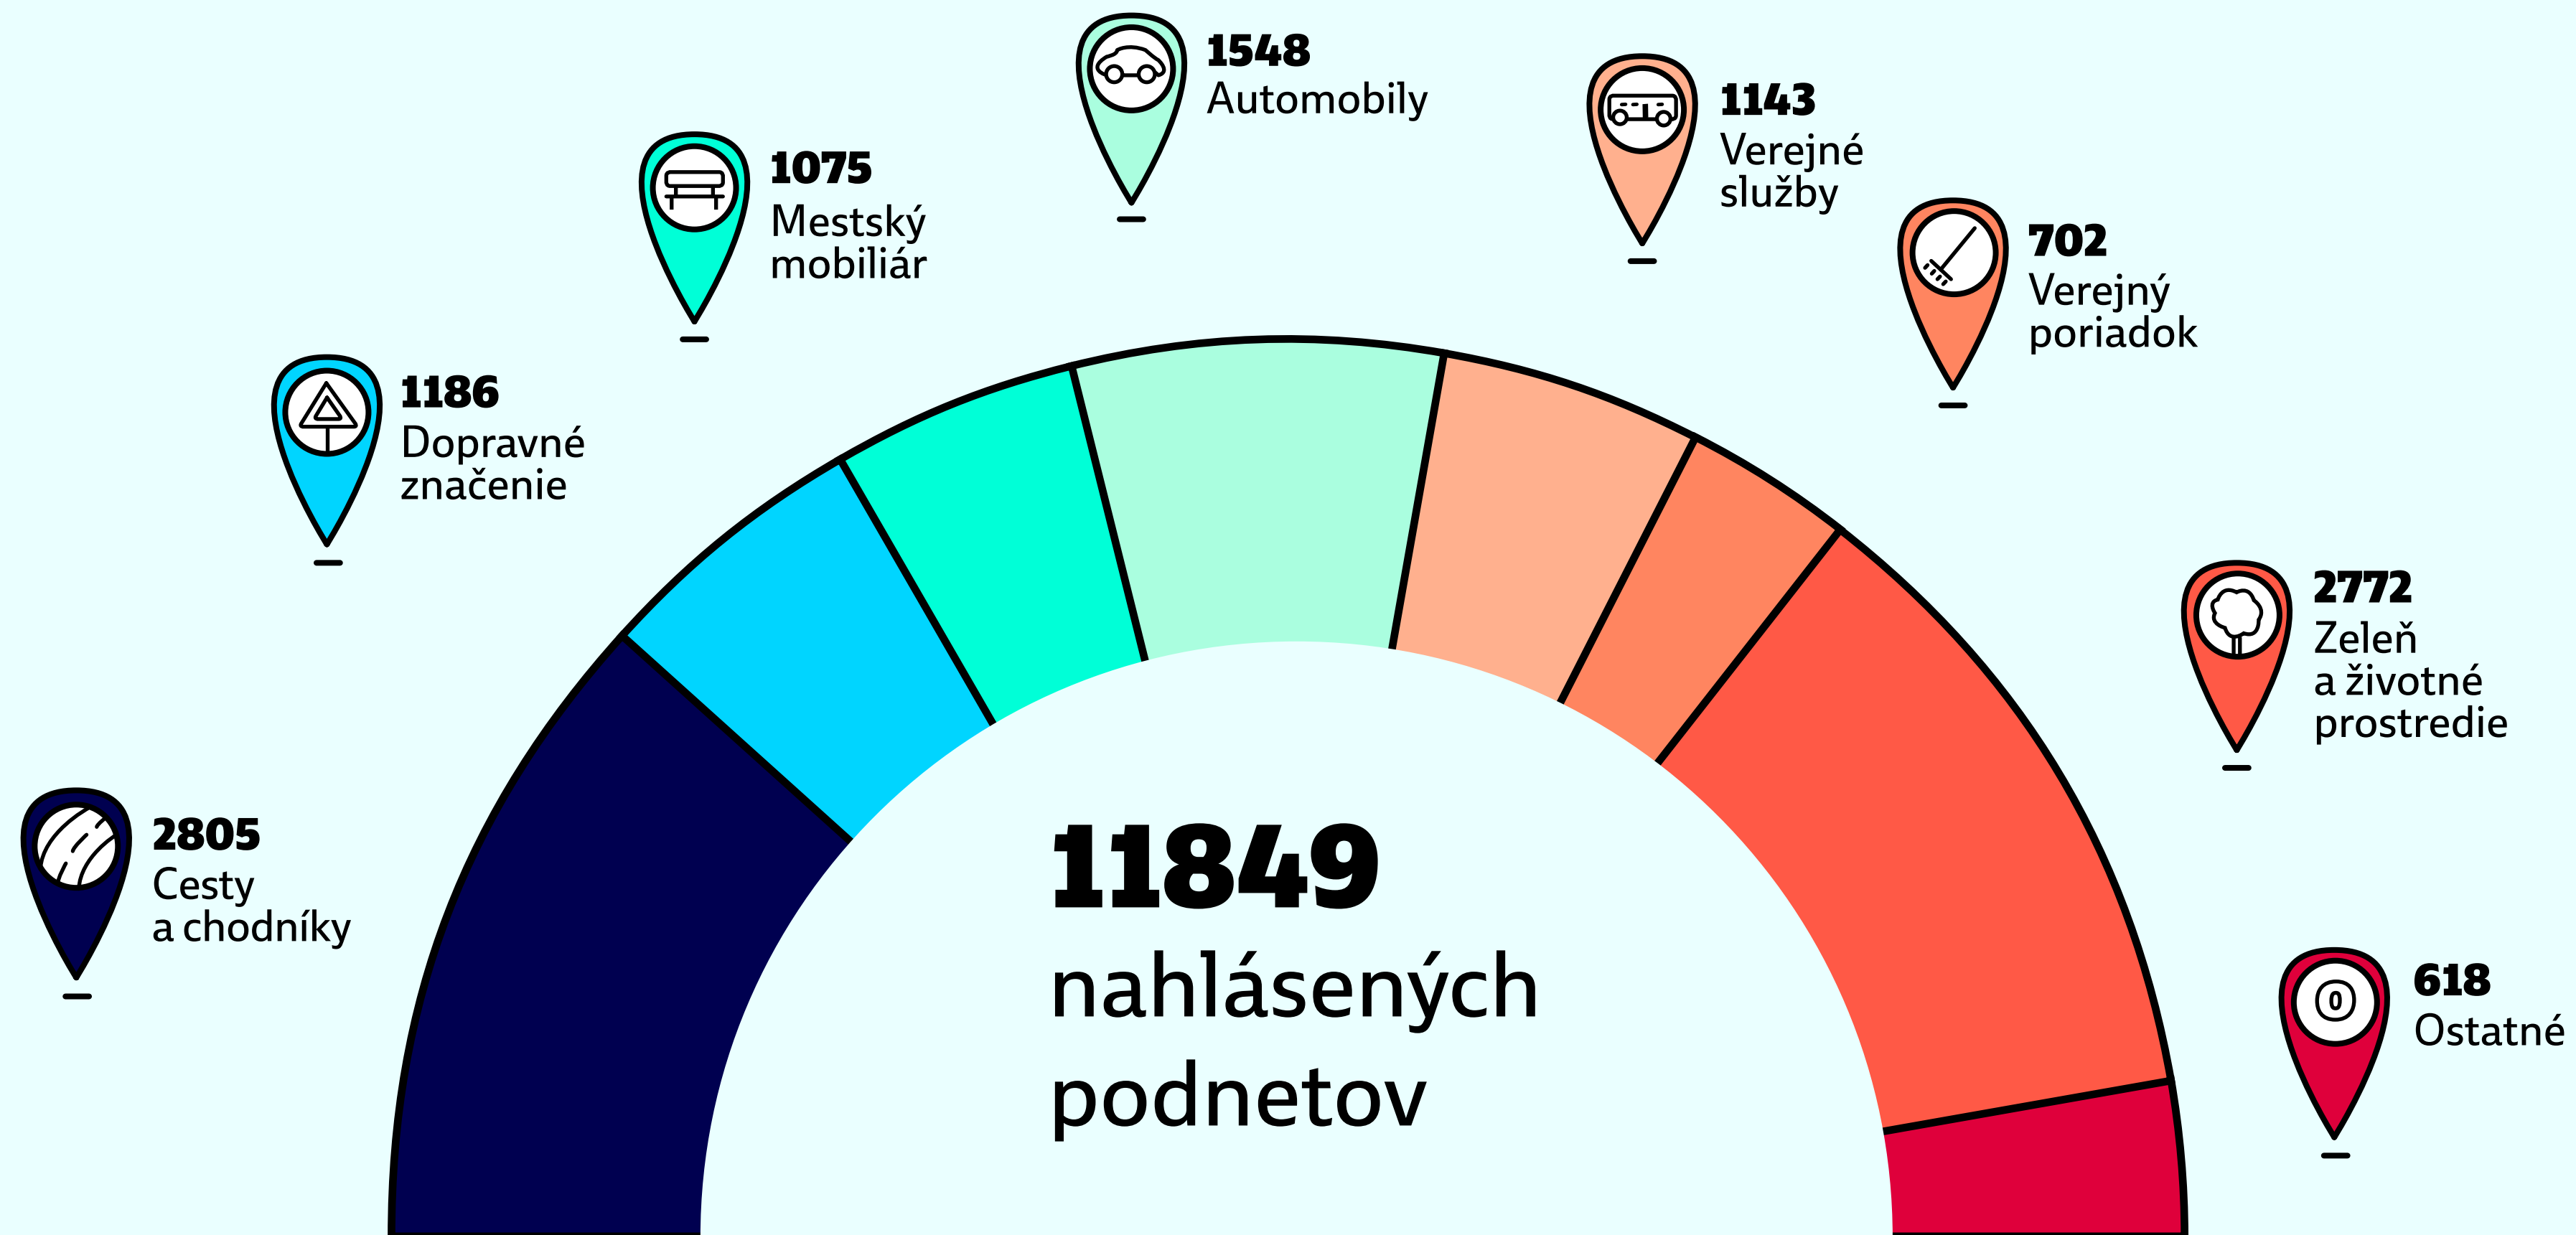 2805
Cesty
a chodníky
1186
Dopravné
značenie
1075
Mestský
mobiliár
1548
Automobily
1143
Verejné
služby
702
Verejný
poriadok
2772
Zeleň
a životné
prostredie
618
Ostatné
11849
nahlásených
podnetov